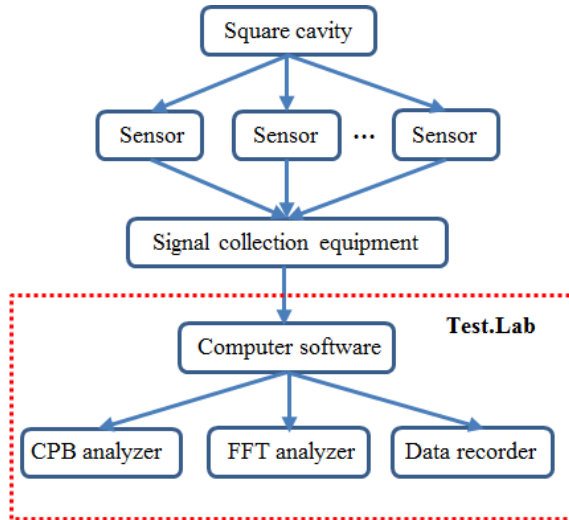 Square cavity
Sensor Sensor ... Sensor
Signal collection equipment
Test.Lab
Computer software
CPB analyzer FFT analyzer Data recorder